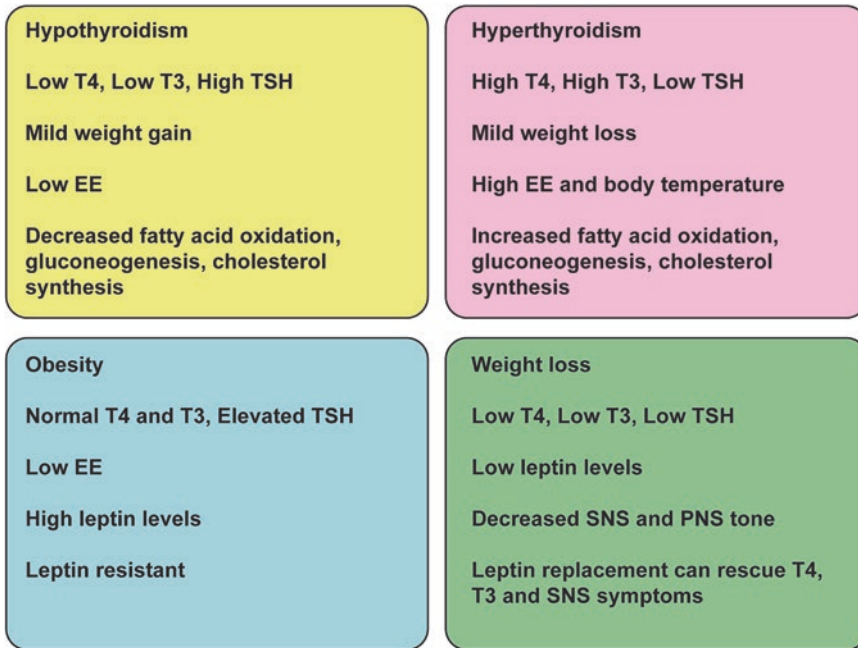 Hypothyroidism
Low T4, Low T3, High TSH
Mild weight gain
Low EE
Decreased fatty acid oxidation,
gluconeogenesis, cholesterol
synthesis
Hyperthyroidism
High T4, High T3, Low TSH
Mild weight loss
High EE and body temperature
Increased fatty acid oxidation,
gluconeogenesis, cholesterol
synthesis
Obesity
Normal T4 and T3, Elevated TSH
Low EE
High leptin levels
Leptin resistant
Weight loss
Low T4, Low T3, Low TSH
Low leptin levels
Decreased SNS and PNS tone
Leptin replacement can rescue T4,
T3 and SNS symptoms